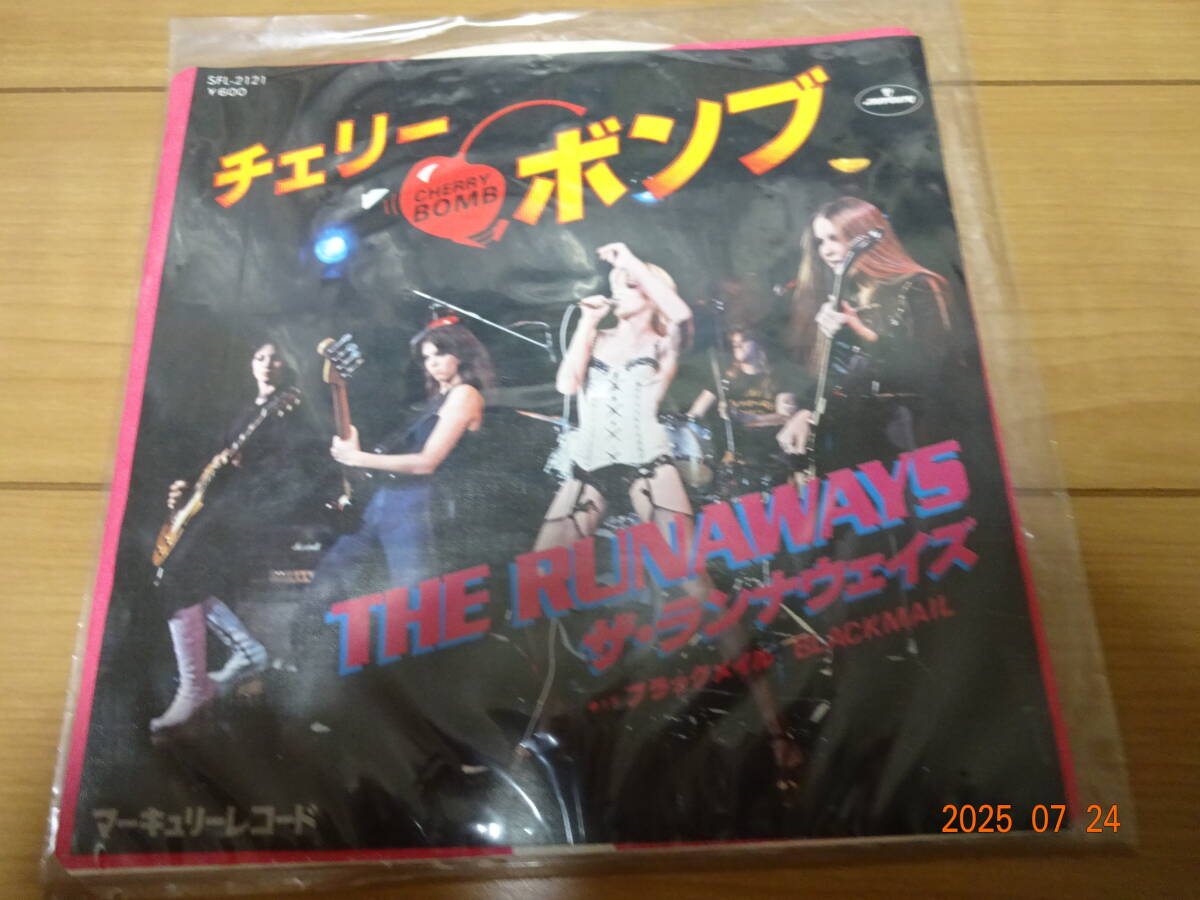 SFL-2121
¥600
チェリーボンブ
CHERRY
BOMB
THE RUNAWAYS
ザ・ランナウェイズ
ブラックメイル BLACKMAIL
マーキュリーレコード
2025 07 24